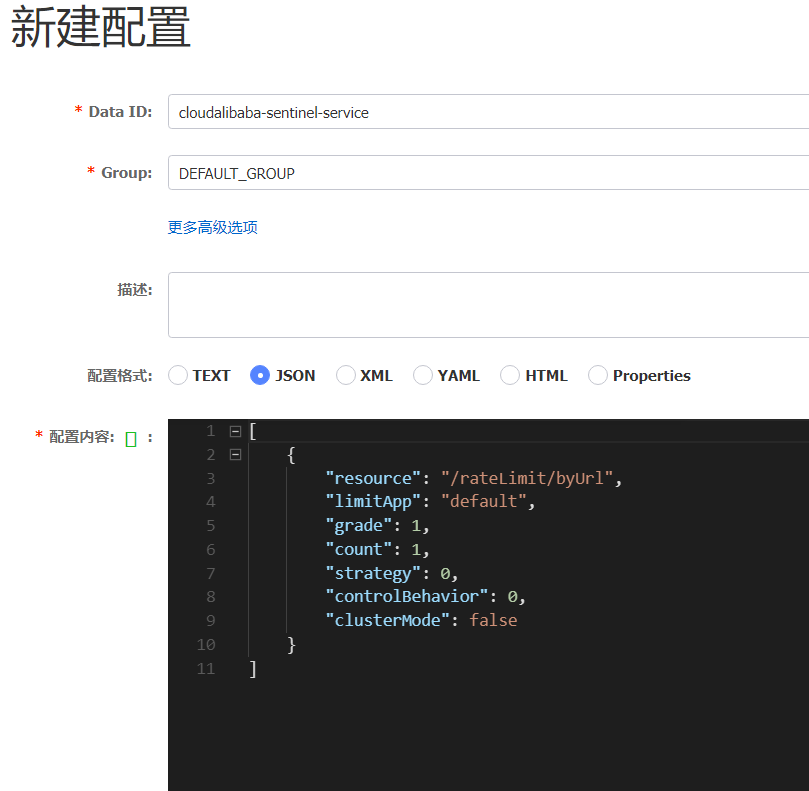 新建配置
* Data ID: cloudalibaba-sentinel-service
* Group: DEFAULT_GROUP
更多高级选项
描述:
配置格式: TEXT JSON XML YAML HTML Properties
* 配置内容: :
1 [
2 {
3 "resource": "/rateLimit/byUrl",
4 "limitApp": "default",
5 "grade": 1,
6 "count": 1,
7 "strategy": 0,
8 "controlBehavior": 0,
9 "clusterMode": false
10 }
11 ]